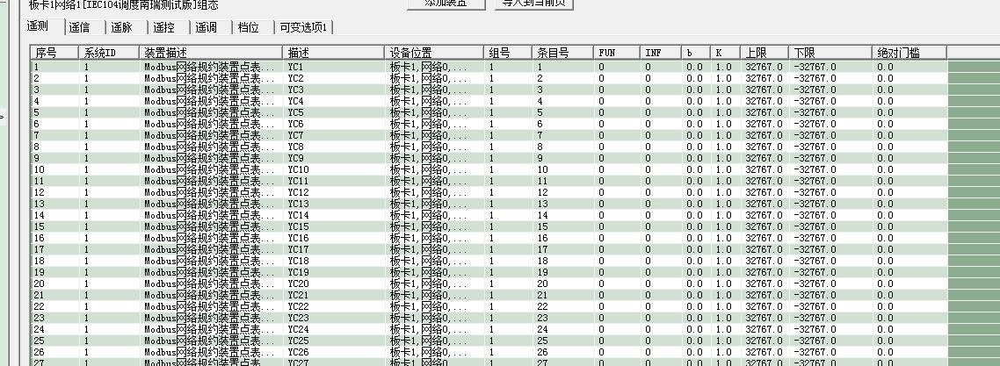 板卡1网络1[IEC104调度南瑞测试版]组态 添加装置 导入到当前页
遥测 遥信 遥脉 遥控 遥调 档位 可变选项1
序号 系统ID 装置描述 描述 设备位置 组号 条目号 FUN INF b K 上限 下限 绝对门槛
1 1 Modbus网络规约装置点表... YC1 板卡1,网络0,... 1 1 0 0 0.0 1.0 32767.0 -32767.0 0.0
2 1 Modbus网络规约装置点表... YC2 板卡1,网络0,... 1 2 0 0 0.0 1.0 32767.0 -32767.0 0.0
3 1 Modbus网络规约装置点表... YC3 板卡1,网络0,... 1 3 0 0 0.0 1.0 32767.0 -32767.0 0.0
4 1 Modbus网络规约装置点表... YC4 板卡1,网络0,... 1 4 0 0 0.0 1.0 32767.0 -32767.0 0.0
5 1 Modbus网络规约装置点表... YC5 板卡1,网络0,... 1 5 0 0 0.0 1.0 32767.0 -32767.0 0.0
6 1 Modbus网络规约装置点表... YC6 板卡1,网络0,... 1 6 0 0 0.0 1.0 32767.0 -32767.0 0.0
7 1 Modbus网络规约装置点表... YC7 板卡1,网络0,... 1 7 0 0 0.0 1.0 32767.0 -32767.0 0.0
8 1 Modbus网络规约装置点表... YC8 板卡1,网络0,... 1 8 0 0 0.0 1.0 32767.0 -32767.0 0.0
9 1 Modbus网络规约装置点表... YC9 板卡1,网络0,... 1 9 0 0 0.0 1.0 32767.0 -32767.0 0.0
10 1 Modbus网络规约装置点表... YC10 板卡1,网络0,... 1 10 0 0 0.0 1.0 32767.0 -32767.0 0.0
11 1 Modbus网络规约装置点表... YC11 板卡1,网络0,... 1 11 0 0 0.0 1.0 32767.0 -32767.0 0.0
12 1 Modbus网络规约装置点表... YC12 板卡1,网络0,... 1 12 0 0 0.0 1.0 32767.0 -32767.0 0.0
13 1 Modbus网络规约装置点表... YC13 板卡1,网络0,... 1 13 0 0 0.0 1.0 32767.0 -32767.0 0.0
14 1 Modbus网络规约装置点表... YC14 板卡1,网络0,... 1 14 0 0 0.0 1.0 32767.0 -32767.0 0.0
15 1 Modbus网络规约装置点表... YC15 板卡1,网络0,... 1 15 0 0 0.0 1.0 32767.0 -32767.0 0.0
16 1 Modbus网络规约装置点表... YC16 板卡1,网络0,... 1 16 0 0 0.0 1.0 32767.0 -32767.0 0.0
17 1 Modbus网络规约装置点表... YC17 板卡1,网络0,... 1 17 0 0 0.0 1.0 32767.0 -32767.0 0.0
18 1 Modbus网络规约装置点表... YC18 板卡1,网络0,... 1 18 0 0 0.0 1.0 32767.0 -32767.0 0.0
19 1 Modbus网络规约装置点表... YC19 板卡1,网络0,... 1 19 0 0 0.0 1.0 32767.0 -32767.0 0.0
20 1 Modbus网络规约装置点表... YC20 板卡1,网络0,... 1 20 0 0 0.0 1.0 32767.0 -32767.0 0.0
21 1 Modbus网络规约装置点表... YC21 板卡1,网络0,... 1 21 0 0 0.0 1.0 32767.0 -32767.0 0.0
22 1 Modbus网络规约装置点表... YC22 板卡1,网络0,... 1 22 0 0 0.0 1.0 32767.0 -32767.0 0.0
23 1 Modbus网络规约装置点表... YC23 板卡1,网络0,... 1 23 0 0 0.0 1.0 32767.0 -32767.0 0.0
24 1 Modbus网络规约装置点表... YC24 板卡1,网络0,... 1 24 0 0 0.0 1.0 32767.0 -32767.0 0.0
25 1 Modbus网络规约装置点表... YC25 板卡1,网络0,... 1 25 0 0 0.0 1.0 32767.0 -32767.0 0.0
26 1 Modbus网络规约装置点表... YC26 板卡1,网络0,... 1 26 0 0 0.0 1.0 32767.0 -32767.0 0.0
27 1 Modbus网络规约装置点表... YC27 板卡1,网络0,... 1 27 0 0 0.0 1.0 32767.0 -32767.0 0.0